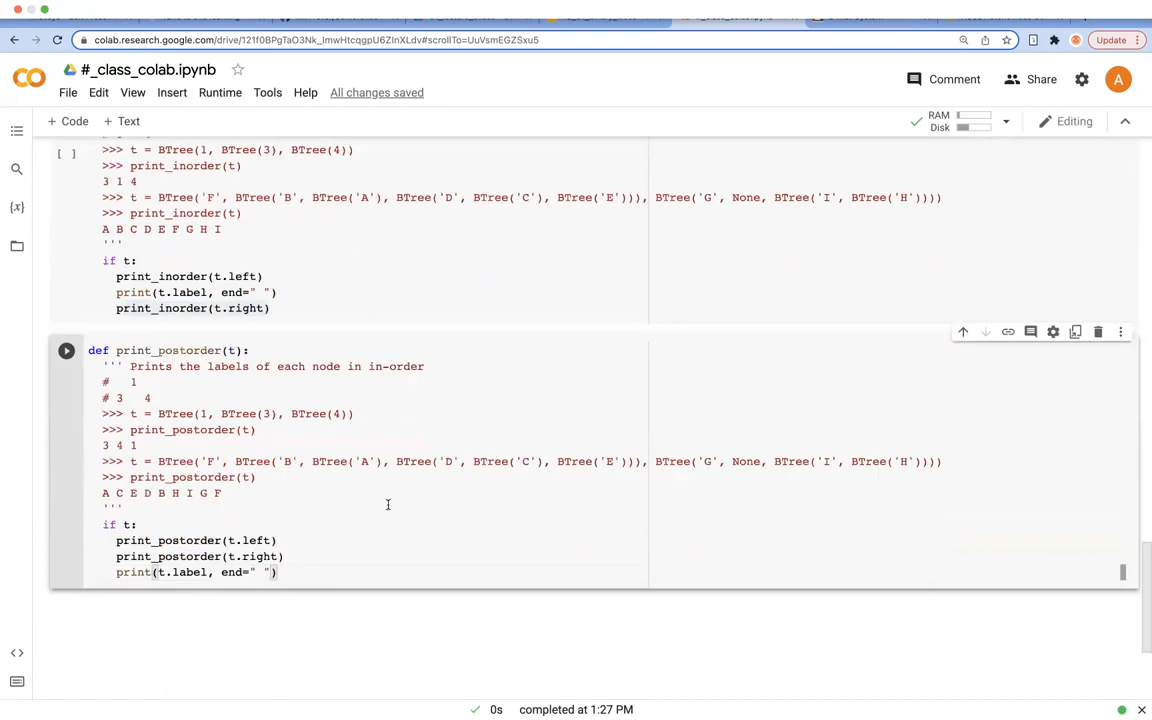 colab.research.google.com/drive/121f0BPgTaO3Nk_lmwHtcqgpU6ZInXLdv#scrollTo=UuVsmEGZSxu5
Update
#_class_colab.ipynb
Comment
Share
A
File Edit View Insert Runtime Tools Help All changes saved
+ Code + Text
RAM
Disk
Editing
[ ]
>>> t = BTree(1, BTree(3), BTree(4))
>>> print_inorder(t)
3 1 4
>>> t = BTree('F', BTree('B', BTree('A'), BTree('D', BTree('C'), BTree('E'))), BTree('G', None, BTree('I', BTree('H'))))
>>> print_inorder(t)
A B C D E F G H I
'''
if t:
print_inorder(t.left)
print(t.label, end=" ")
print_inorder(t.right)
def print_postorder(t):
''' Prints the labels of each node in in-order
# 1
# 3 4
>>> t = BTree(1, BTree(3), BTree(4))
>>> print_postorder(t)
3 4 1
>>> t = BTree('F', BTree('B', BTree('A'), BTree('D', BTree('C'), BTree('E'))), BTree('G', None, BTree('I', BTree('H'))))
>>> print_postorder(t)
A C E D B H I G F
'''
if t:
print_postorder(t.left)
print_postorder(t.right)
print(t.label, end=" ")
0s completed at 1:27 PM